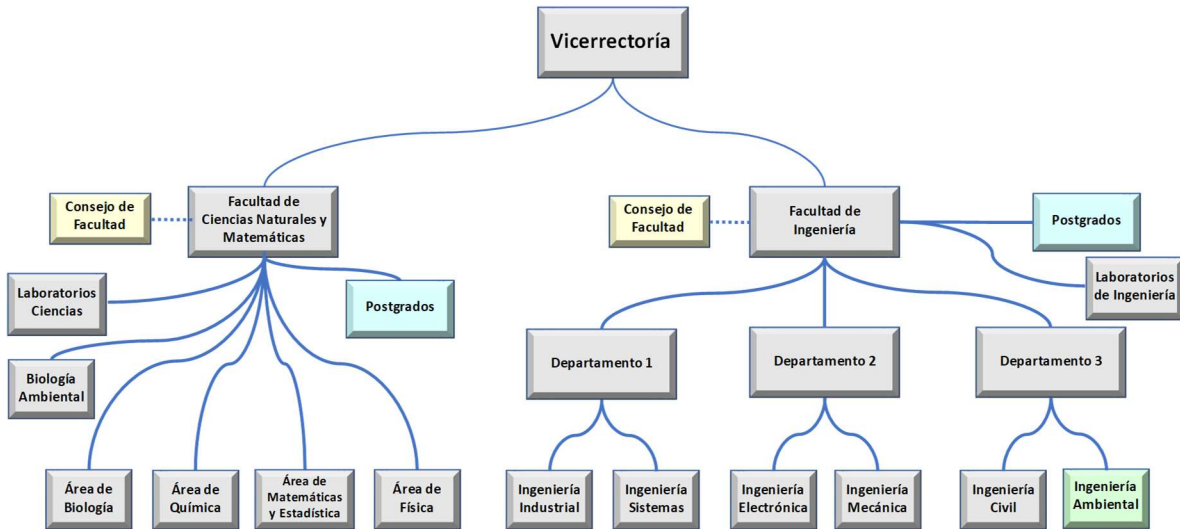 Vicerrectoría
Consejo de
Facultad
Facultad de
Ciencias Naturales y
Matemáticas
Consejo de
Facultad
Facultad de
Ingeniería
Postgrados
Laboratorios
Ciencias
Postgrados
Laboratorios
de Ingeniería
Biología
Ambiental
Departamento 1
Departamento 2
Departamento 3
Área de
Biología
Área de
Química
Área de
Matemáticas
y Estadística
Área de
Física
Ingeniería
Industrial
Ingeniería
Sistemas
Ingeniería
Electrónica
Ingeniería
Mecánica
Ingeniería
Civil
Ingeniería
Ambiental